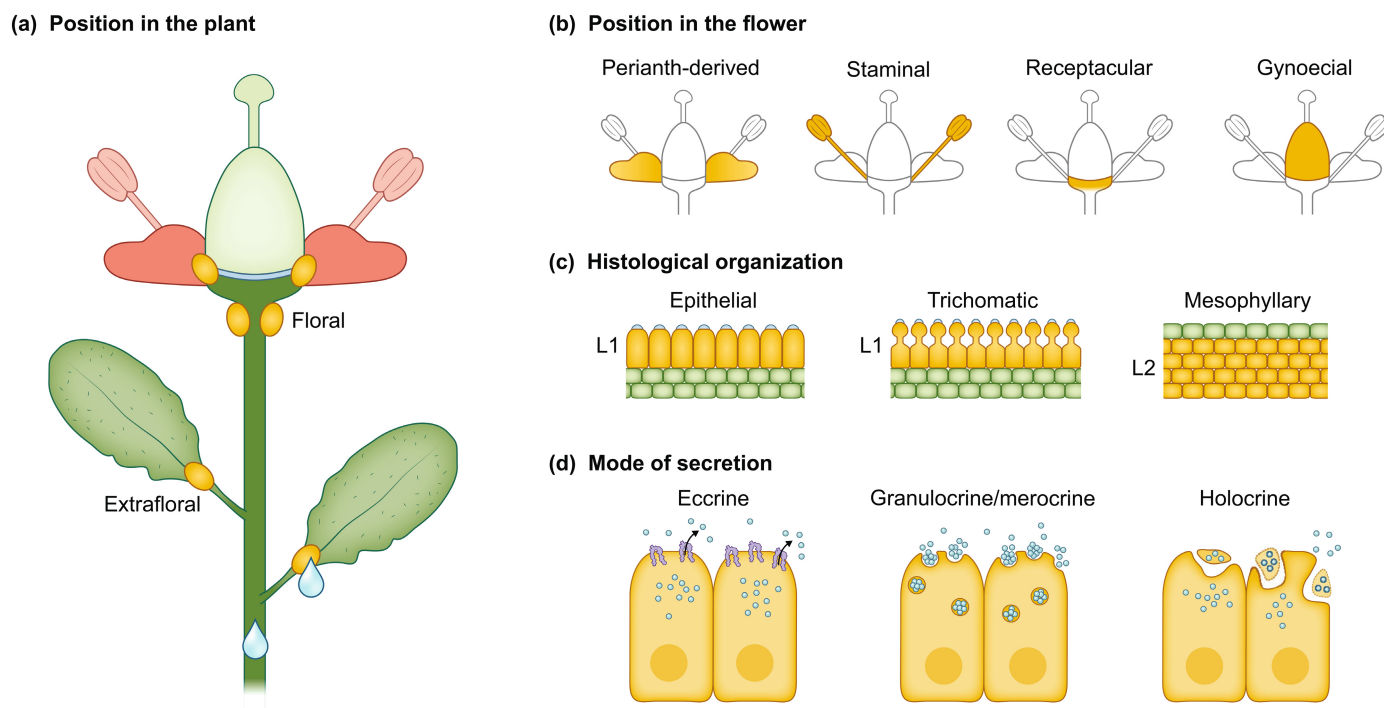 (a) Position in the plant
Floral
Extrafloral
(b) Position in the flower
Perianth-derived
Staminal
Receptacular
Gynoecial
(c) Histological organization
Epithelial
Trichomatic
Mesophyllary
L1
L1
L2
(d) Mode of secretion
Eccrine
Granulocrine/merocrine
Holocrine